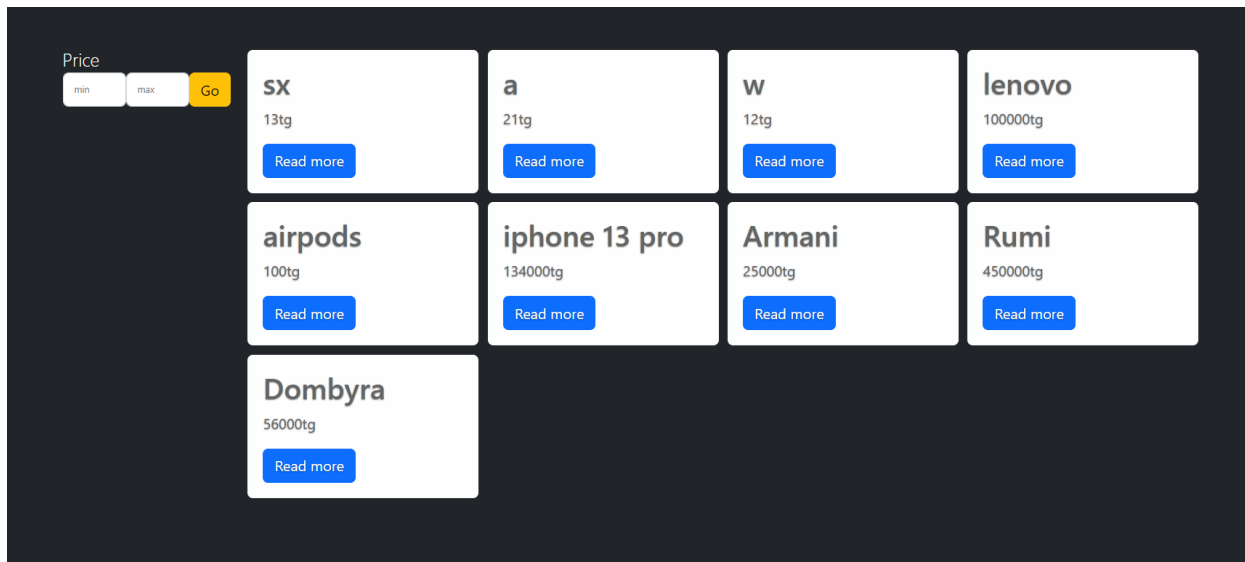 Price
min max Go
sx
13tg
Read more
a
21tg
Read more
w
12tg
Read more
lenovo
100000tg
Read more
airpods
100tg
Read more
iphone 13 pro
134000tg
Read more
Armani
25000tg
Read more
Rumi
450000tg
Read more
Dombyra
56000tg
Read more